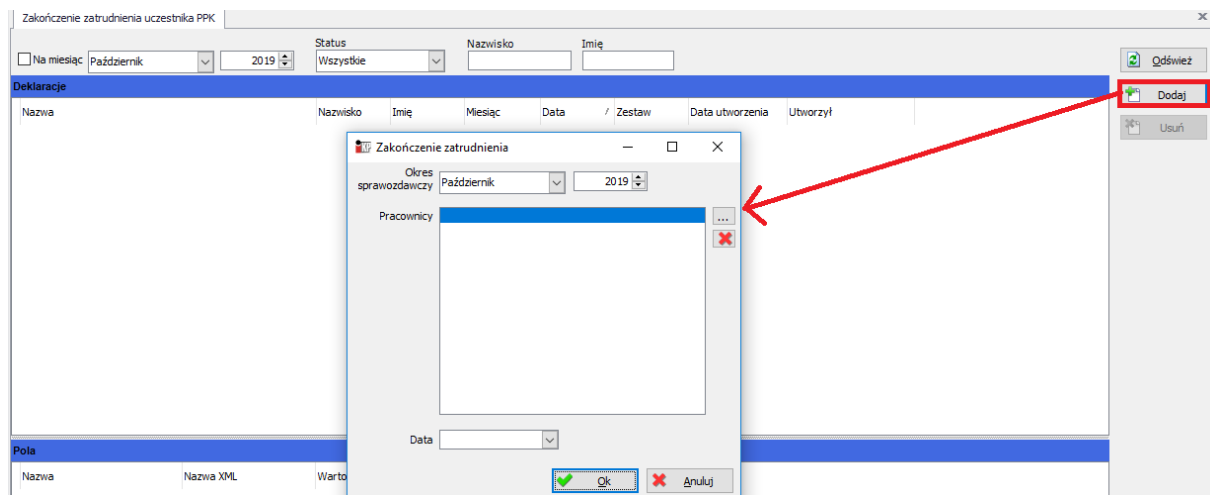 Zakończenie zatrudnienia uczestnika PPK
x
Status Nazwisko Imię
Na miesiąc Październik 2019 Wszystkie
Odśwież
Deklaracje
Dodaj
Nazwa Nazwisko Imię Miesiąc Data / Zestaw Data utworzenia Utworzył
Usuń
Zakończenie zatrudnienia
Okres
sprawozdawczy Październik 2019
Pracownicy ...
Data
Pola
Nazwa Nazwa XML Warto
Ok Anuluj